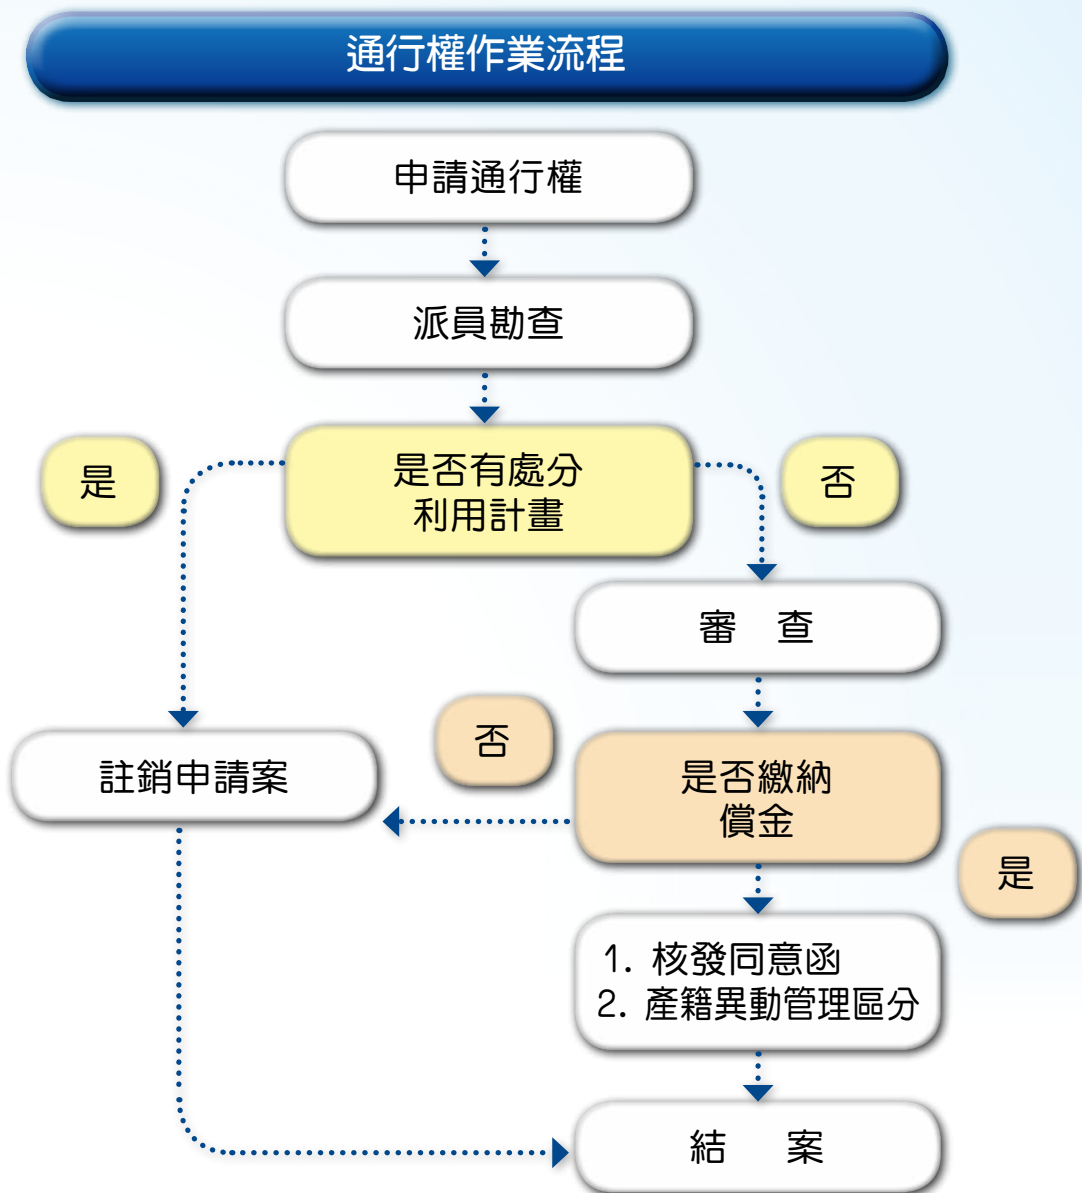 通行權作業流程
申請通行權
派員勘查
是
是否有處分
利用計畫
否
審 查
否
註銷申請案
是否繳納
償金
是
1. 核發同意函
2. 產籍異動管理區分
結 案